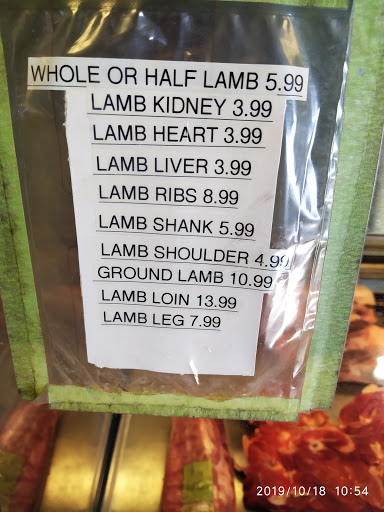 WHOLE OR HALF LAMB 5.99
LAMB KIDNEY 3.99
LAMB HEART 3.99
LAMB LIVER 3.99
LAMB RIBS 8.99
LAMB SHANK 5.99
LAMB SHOULDER 4.99
GROUND LAMB 10.99
LAMB LOIN 13.99
LAMB LEG 7.99
2019/10/18 10:54